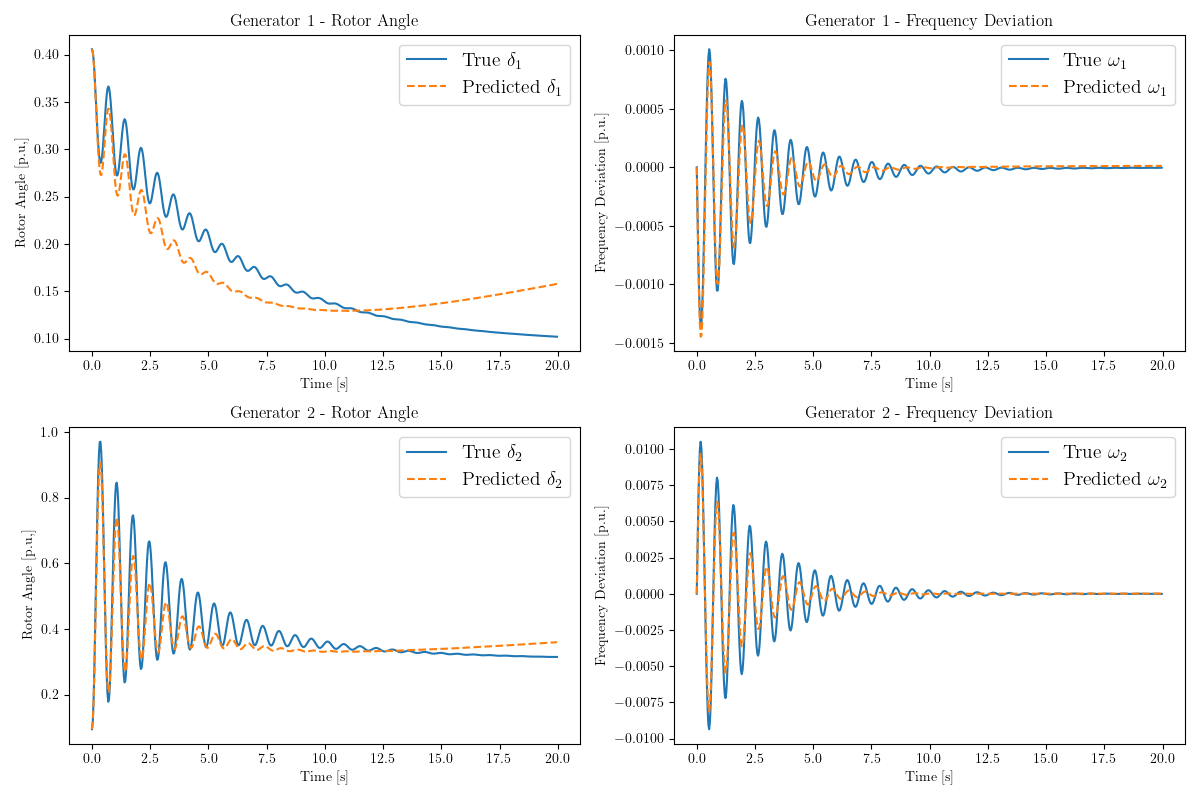 Generator 1 - Rotor Angle
True δ1
Predicted δ1
0.40
0.35
0.30
0.25
0.20
0.15
0.10
Rotor Angle [p.u.]
0.0 2.5 5.0 7.5 10.0 12.5 15.0 17.5 20.0
Time [s]
Generator 1 - Frequency Deviation
True ω1
Predicted ω1
0.0010
0.0005
0.0000
−0.0005
−0.0010
−0.0015
Frequency Deviation [p.u.]
0.0 2.5 5.0 7.5 10.0 12.5 15.0 17.5 20.0
Time [s]
Generator 2 - Rotor Angle
True δ2
Predicted δ2
1.0
0.8
0.6
0.4
0.2
Rotor Angle [p.u.]
0.0 2.5 5.0 7.5 10.0 12.5 15.0 17.5 20.0
Time [s]
Generator 2 - Frequency Deviation
True ω2
Predicted ω2
0.0100
0.0075
0.0050
0.0025
0.0000
−0.0025
−0.0050
−0.0075
−0.0100
Frequency Deviation [p.u.]
0.0 2.5 5.0 7.5 10.0 12.5 15.0 17.5 20.0
Time [s]